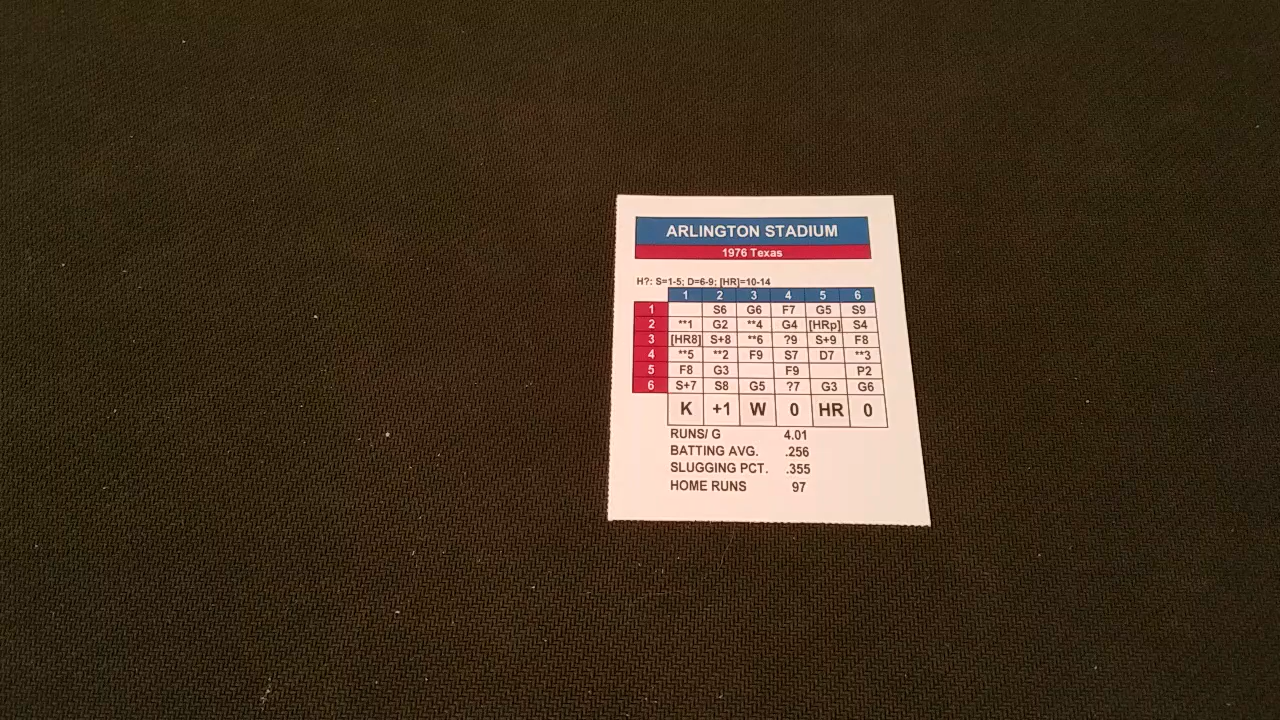 ARLINGTON STADIUM
1976 Texas
H?: S=1-5; D=6-9; [HR]=10-14
1 2 3 4 5 6
1 S6 G6 F7 G5 S9
2 **1 G2 **4 G4 [HRp] S4
3 [HR8] S+8 **6 ?9 S+9 F8
4 **5 **2 F9 S7 D7 **3
5 F8 G3 F9 P2
6 S+7 S8 G5 ?7 G3 G6
K +1 W 0 HR 0
RUNS/ G 4.01
BATTING AVG. .256
SLUGGING PCT. .355
HOME RUNS 97